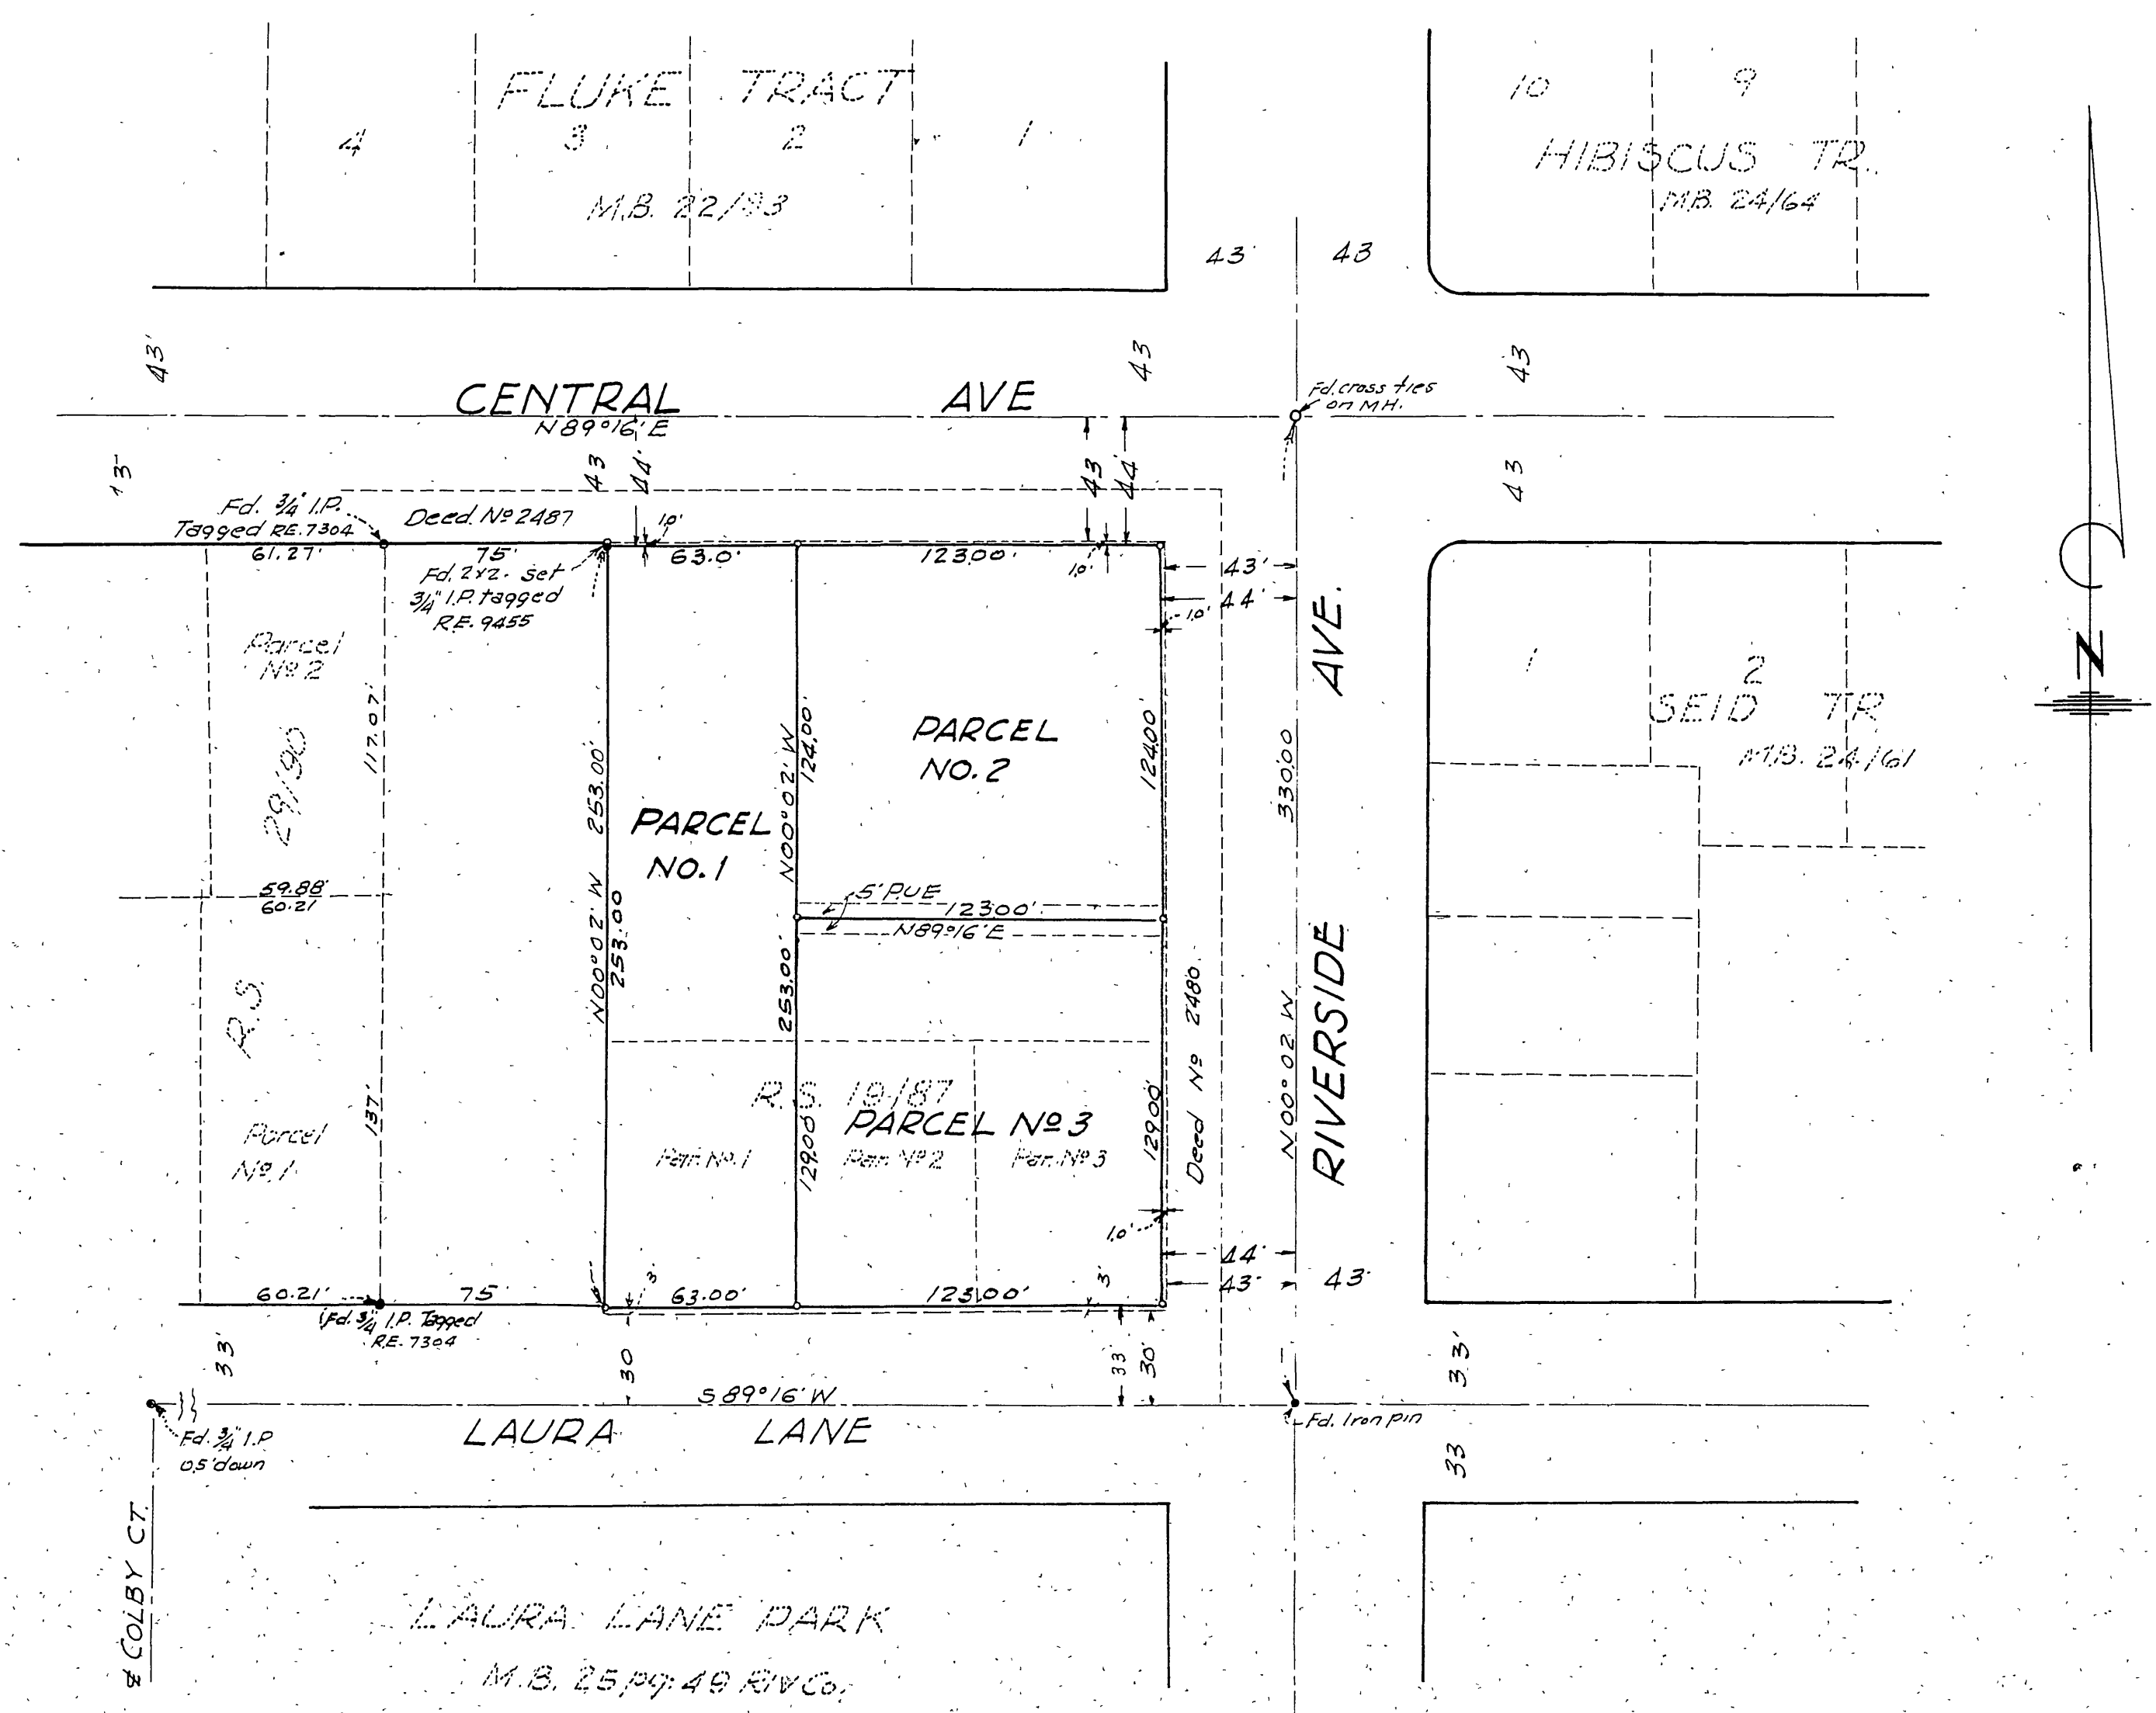 FLUKE TRACT
4
3
2
1
M.B. 22/93
10
9
HIBISCUS TR.
M.B. 24/64
43'
43
43'
43
43
CENTRAL AVE
N89°16'E
Fd. cross ties
on MH.
43
44'
43
44'
43
Fd. 3/4" I.P.
Tagged RE. 7304
Deed Nº 2487
61.27'
75'
1.0'
63.0'
123.00'
1.0'
43'
44'
1.0'
Fd. 2x2. set
3/4" I.P. tagged
R.E. 9455
Parcel
Nº 2
117.07'
29/90
59.88'
60.21
R.S.
137'
Parcel
Nº 1
N00°02'W 253.00'
253.00
PARCEL
NO. 1
N00°02'W
124.00'
253.00'
129.00'
PARCEL
NO. 2
124.00'
5' P.U.E
123.00'
N89°16'E
R.S. 19/87
PARCEL Nº 3
Par. Nº 1
Par. Nº 2
Par. Nº 3
129.00'
Deed Nº 2480
330.00
N00°02'W
RIVERSIDE AVE.
1
2
SEID TR
M.B. 24/61
N
1.0'
44'
43'
43'
60.21'
75'
3'
63.00'
123.00'
3'
Fd. 3/4" I.P. Tagged
R.E. 7304
33'
30
33'
30'
33'
S89°16'W
LAURA LANE
Fd. Iron pin
Fd. 3/4" I.P
0.5' down
33
COLBY CT.
LAURA LANE PARK
M.B. 25 pg. 49 RIV Co.